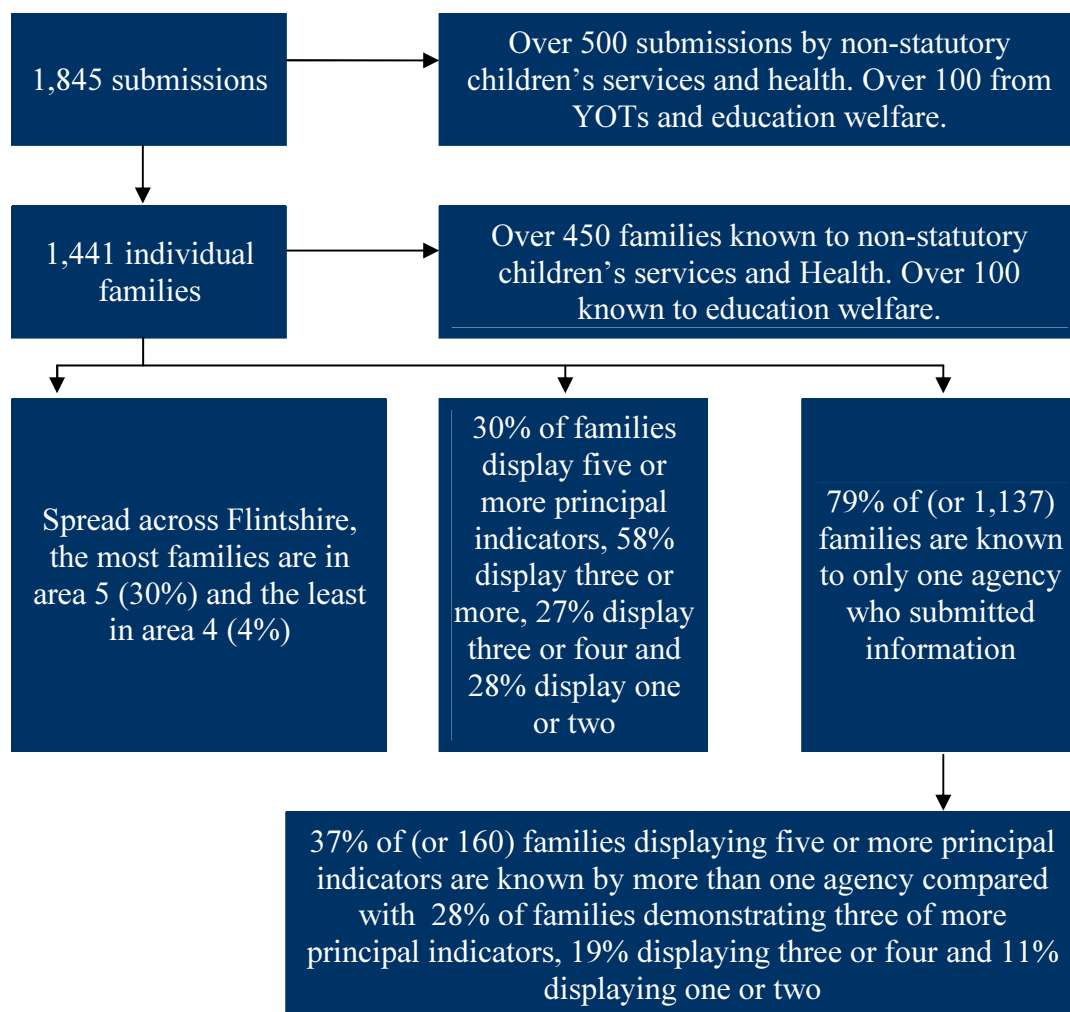 1,845 submissions
Over 500 submissions by non-statutory
children’s services and health. Over 100 from
YOTs and education welfare.
1,441 individual
families
Over 450 families known to non-statutory
children’s services and Health. Over 100
known to education welfare.
Spread across Flintshire,
the most families are in
area 5 (30%) and the least
in area 4 (4%)
30% of families
display five or
more principal
indicators, 58%
display three or
more, 27% display
three or four and
28% display one
or two
79% of (or 1,137)
families are known
to only one agency
who submitted
information
37% of (or 160) families displaying five or more principal
indicators are known by more than one agency compared
with 28% of families demonstrating three of more
principal indicators, 19% displaying three or four and 11%
displaying one or two